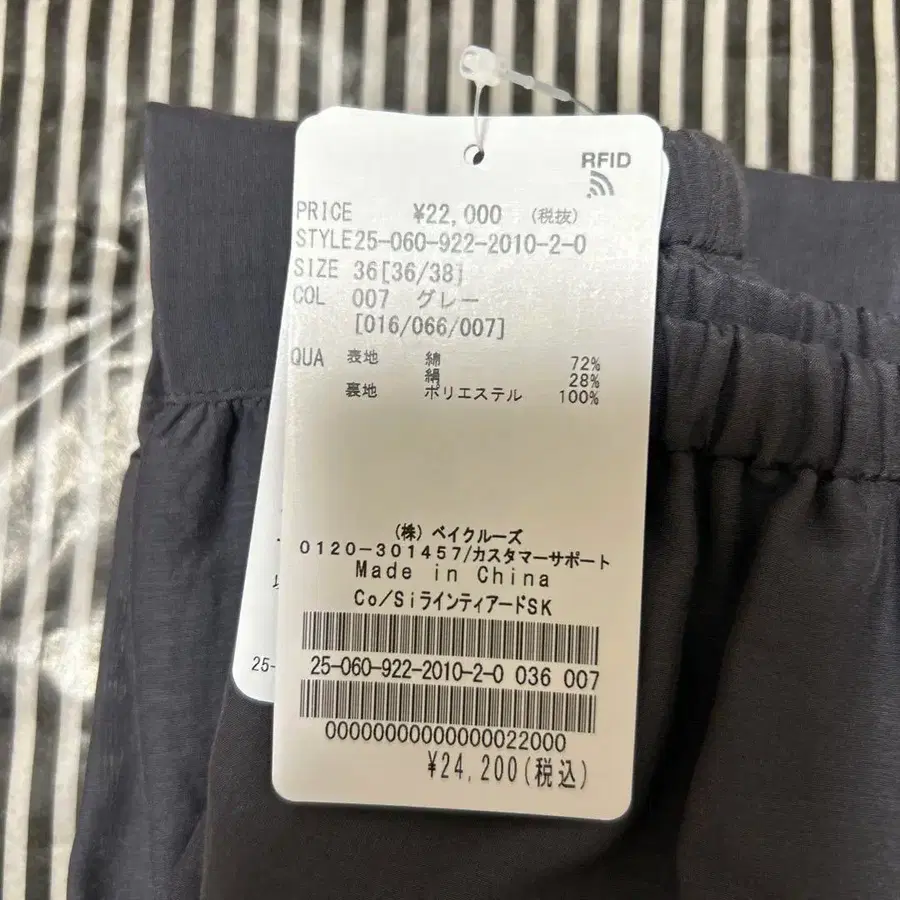 RFID
PRICE ¥22,000 (税抜)
STYLE25-060-922-2010-2-0
SIZE 36[36/38]
COL 007 グレー
[016/066/007]
QUA 表地 綿 72%
絹 28%
裏地 ポリエステル 100%
(株) ベイクルーズ
0120-301457/カスタマーサポート
Made in China
Co/SiラインティアードSK
25-060-922-2010-2-0 036 007
00000000000000022000
¥24,200(税込)
25-